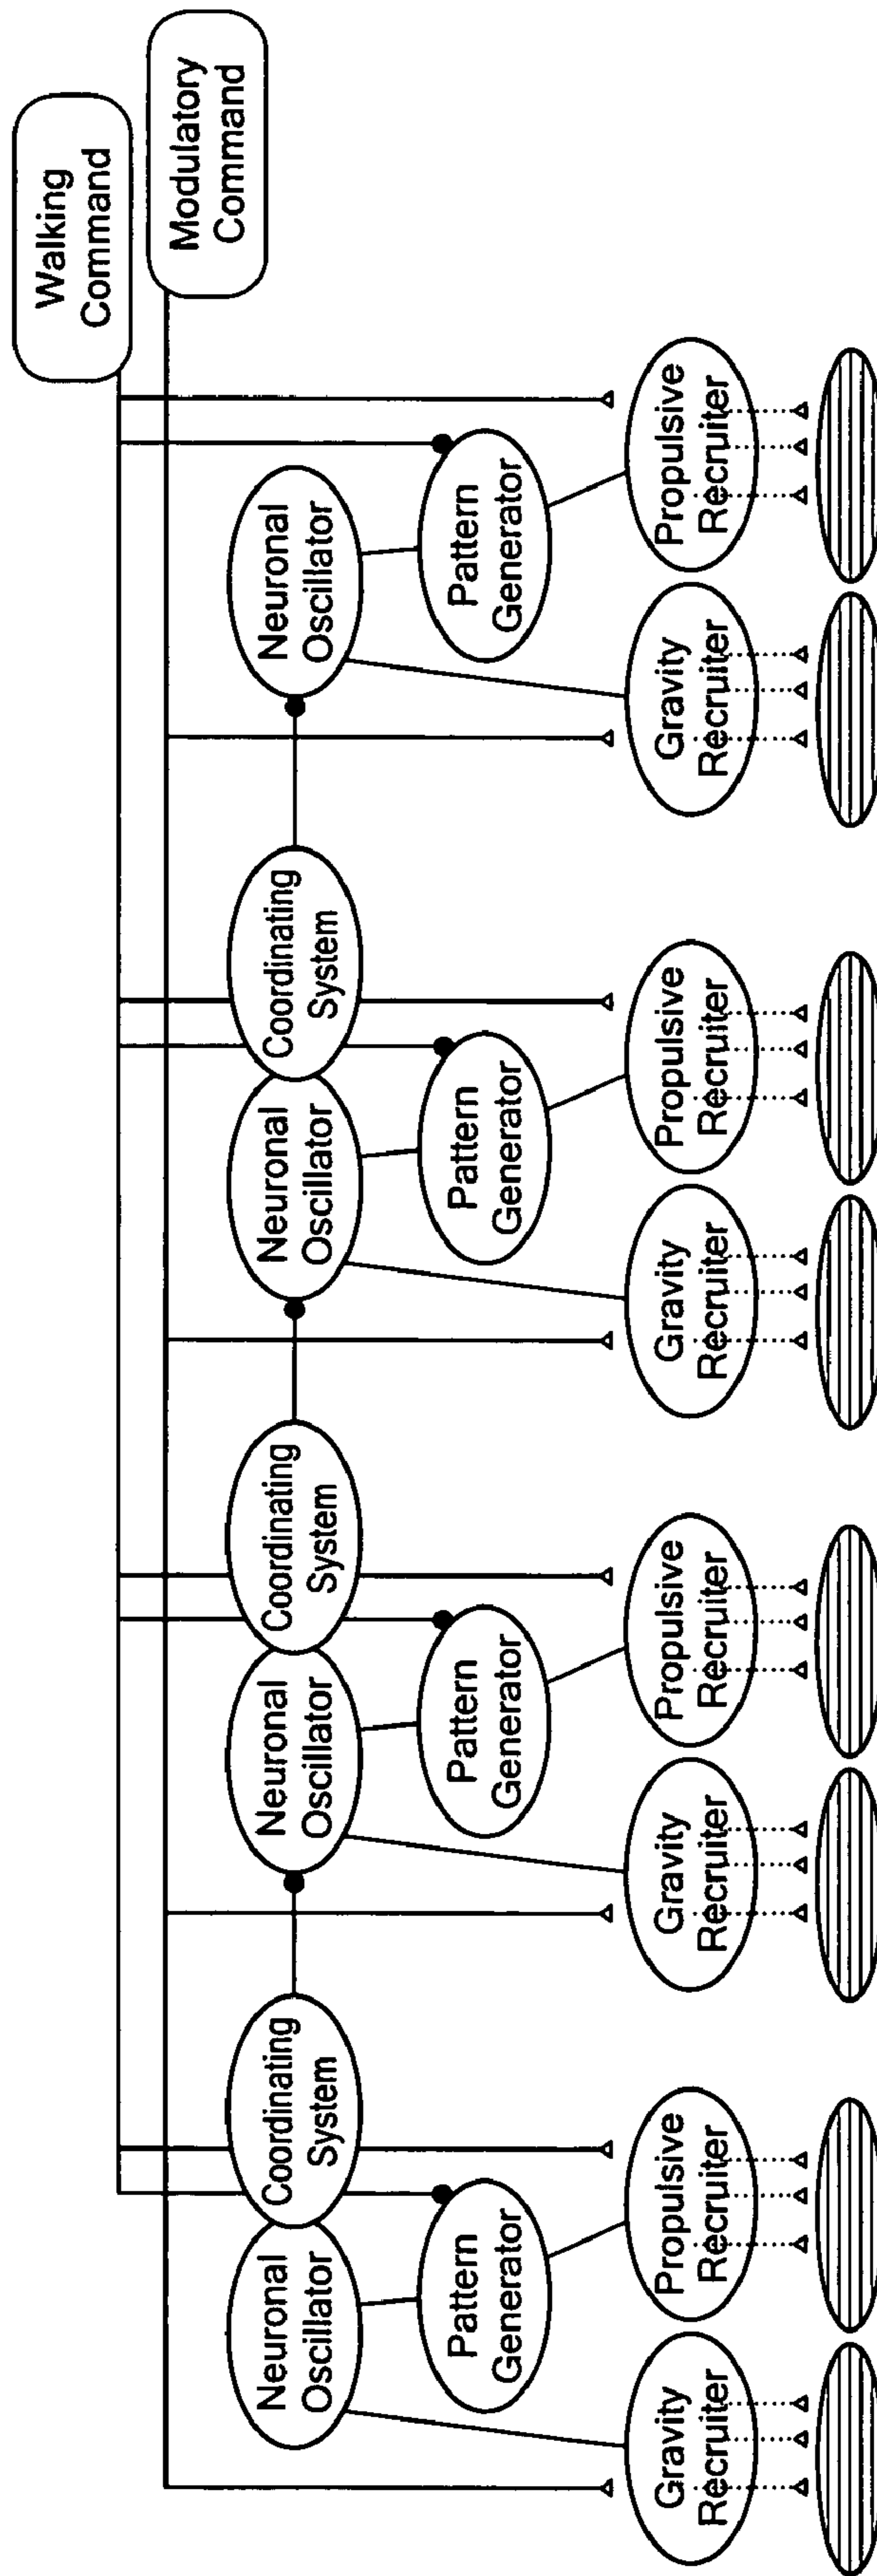 Walking
Command
Modulatory
Command
Neuronal
Oscillator
Coordinating
System
Neuronal
Oscillator
Coordinating
System
Neuronal
Oscillator
Coordinating
System
Neuronal
Oscillator
Pattern
Generator
Pattern
Generator
Pattern
Generator
Pattern
Generator
Gravity
Recruiter
Propulsive
Recruiter
Gravity
Recruiter
Propulsive
Recruiter
Gravity
Recruiter
Propulsive
Recruiter
Gravity
Recruiter
Propulsive
Recruiter